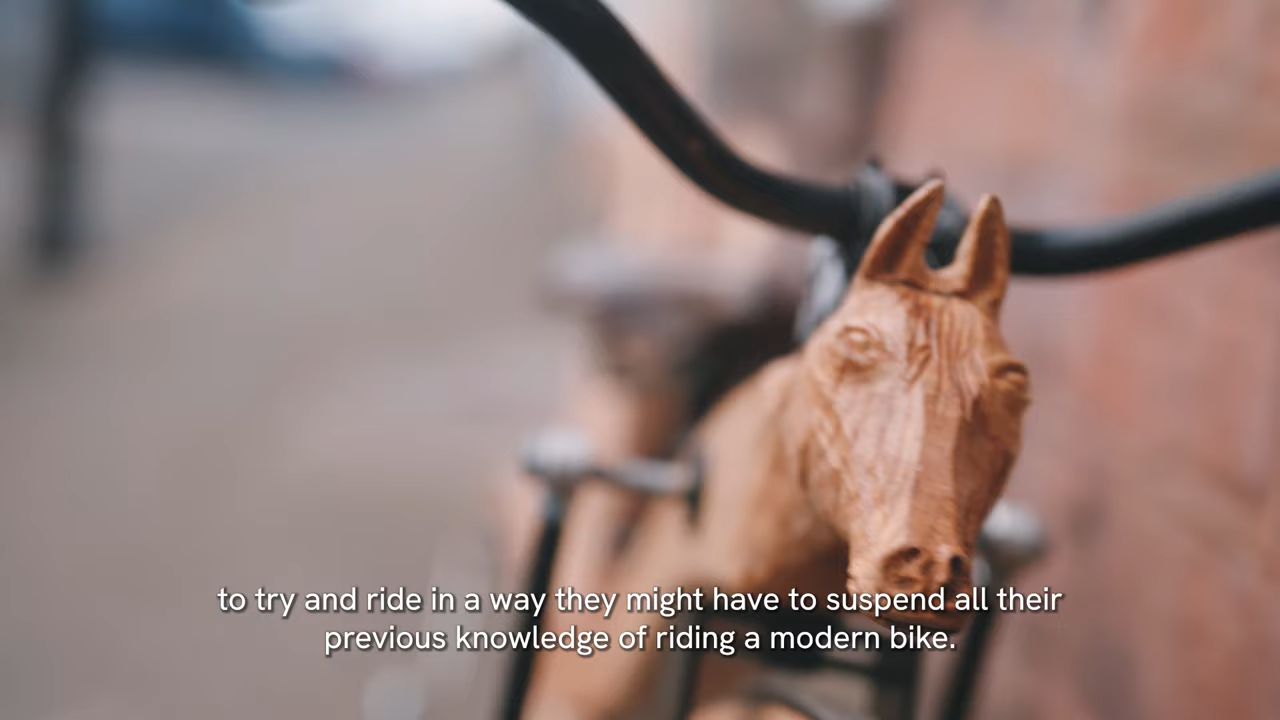 to try and ride in a way they might have to suspend all their
previous knowledge of riding a modern bike.